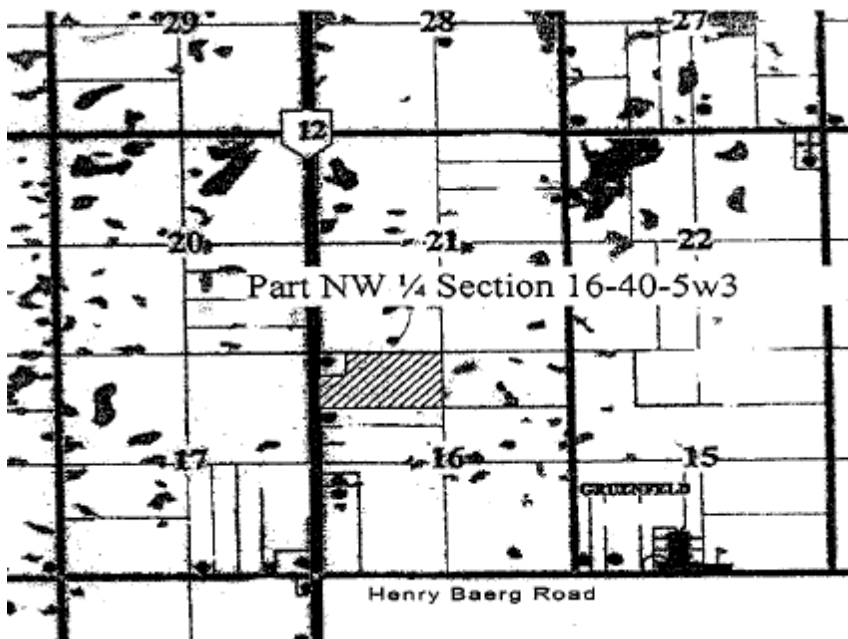 29 28 27
12
20 21 22
Part NW ¼ Section 16-40-5w3
17 16 15
GRUENFELD
Henry Baerg Road